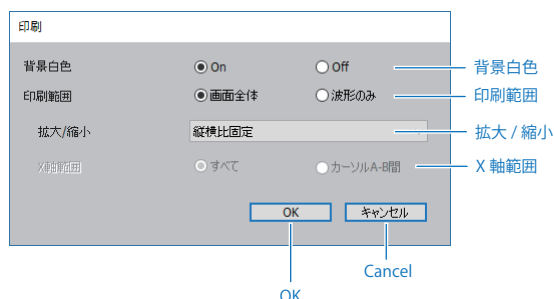 印刷
背景白色 On Off 背景白色
印刷範囲 画面全体 波形のみ 印刷範囲
拡大/縮小 縦横比固定 拡大 / 縮小
X軸範囲 すべて カーソルA-B間 X 軸範囲
OK キャンセル
Cancel
OK